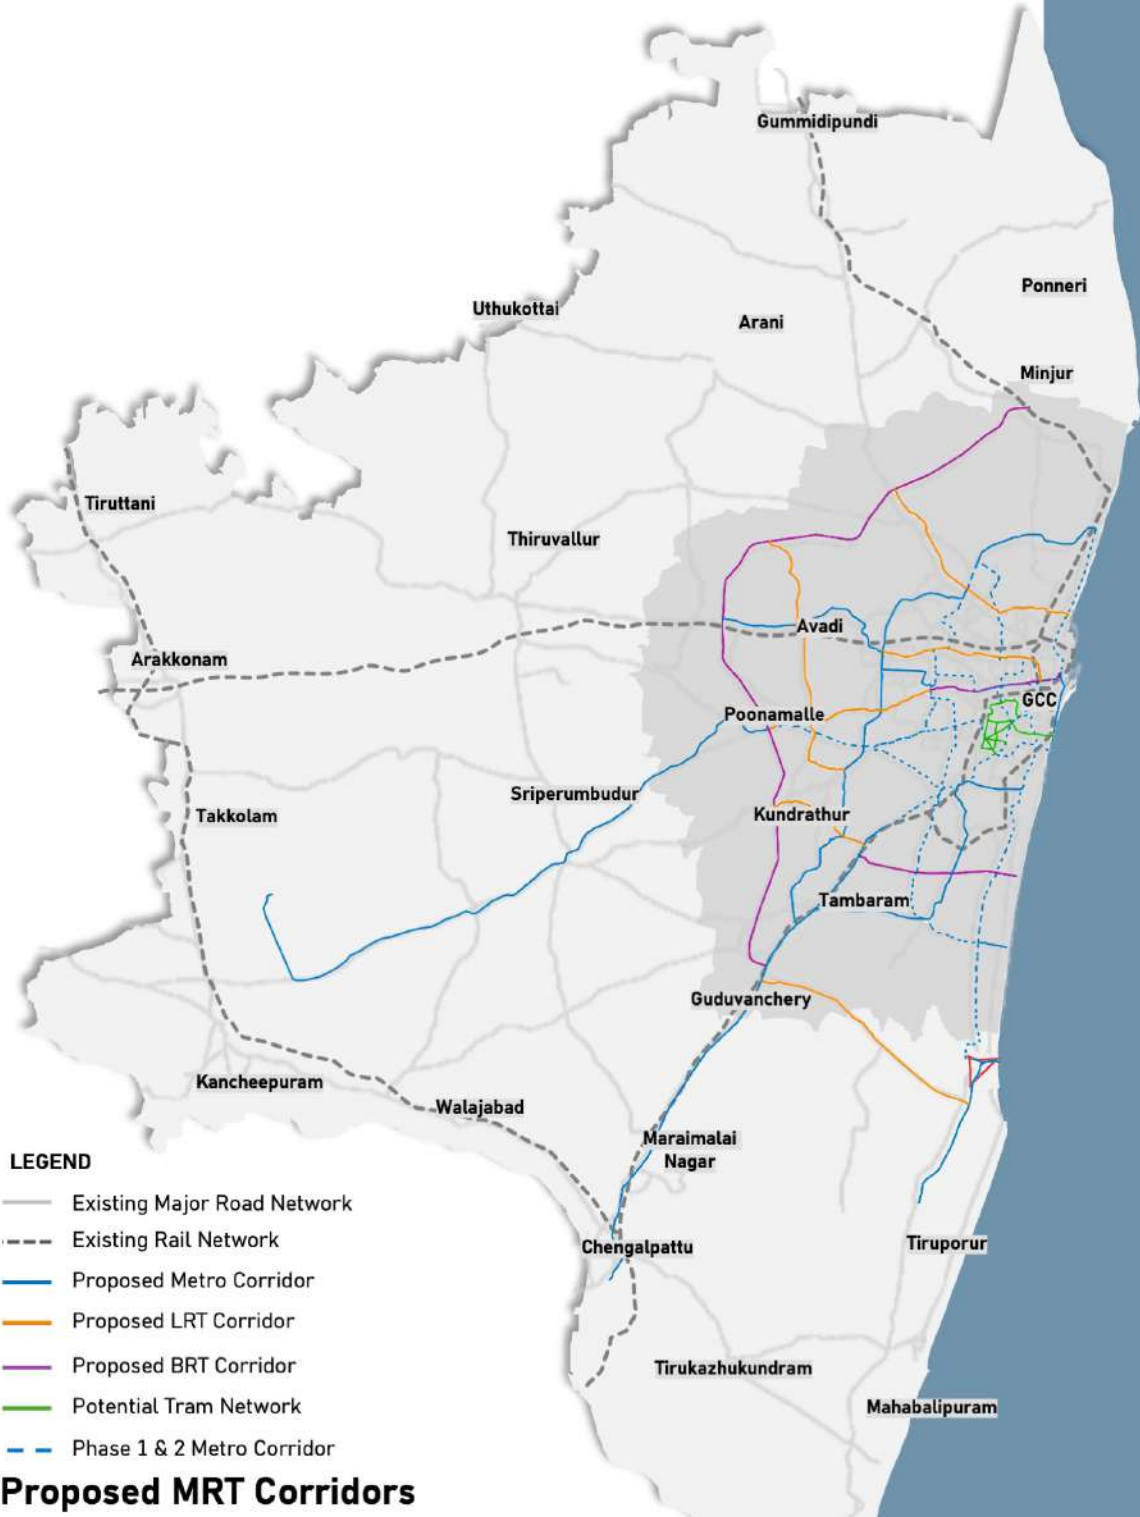 Gummidipundi
Ponneri
Uthukottai
Arani
Minjur
Tiruttani
Thiruvallur
Avadi
Arakkonam
GCC
Poonamalle
Sriperumbudur
Kundrathur
Takkolam
Tambaram
Guduvanchery
Kancheepuram
Walajabad
Maraimalai
Nagar
Chengalpattu
Tiruporur
Tirukazhukundram
Mahabalipuram
LEGEND
Existing Major Road Network
Existing Rail Network
Proposed Metro Corridor
Proposed LRT Corridor
Proposed BRT Corridor
Potential Tram Network
Phase 1 & 2 Metro Corridor
Proposed MRT Corridors